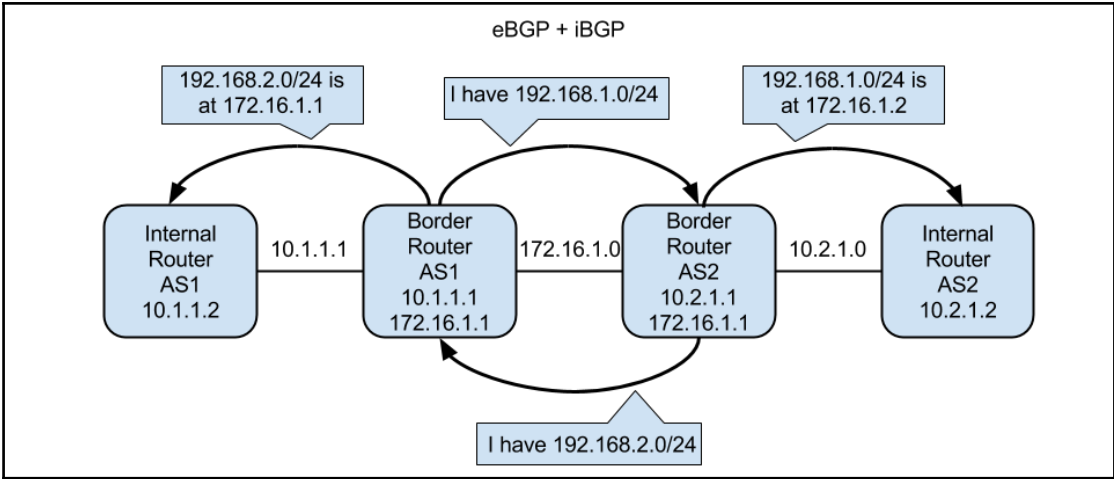 eBGP + iBGP
192.168.2.0/24 is
at 172.16.1.1
I have 192.168.1.0/24
192.168.1.0/24 is
at 172.16.1.2
Internal
Router
AS1
10.1.1.2
10.1.1.1
Border
Router
AS1
10.1.1.1
172.16.1.1
172.16.1.0
Border
Router
AS2
10.2.1.1
172.16.1.1
10.2.1.0
Internal
Router
AS2
10.2.1.2
I have 192.168.2.0/24